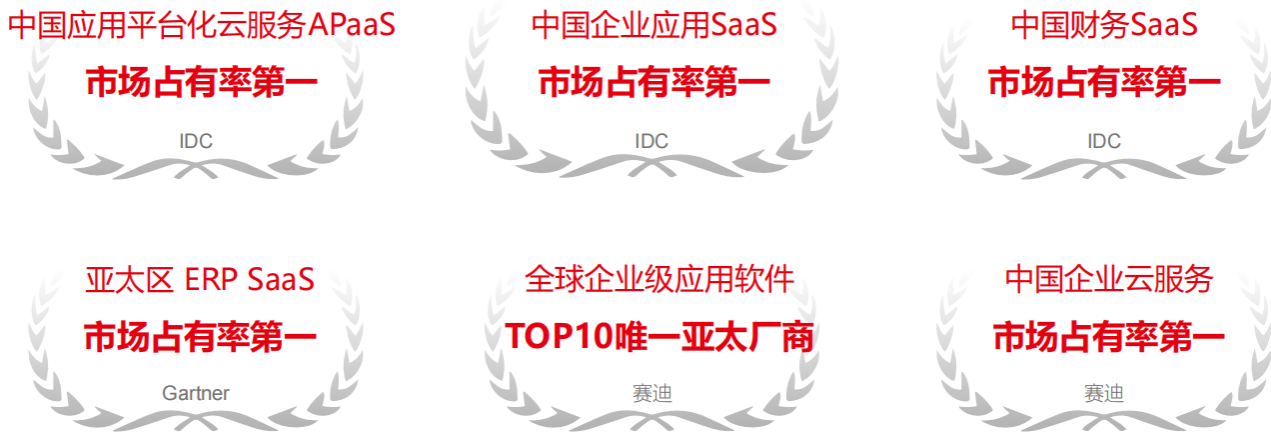 中国应用平台化云服务APaaS
市场占有率第一
IDC
中国企业应用SaaS
市场占有率第一
IDC
中国财务SaaS
市场占有率第一
IDC
亚太区 ERP SaaS
市场占有率第一
Gartner
全球企业级应用软件
TOP10唯一亚太厂商
赛迪
中国企业云服务
市场占有率第一
赛迪